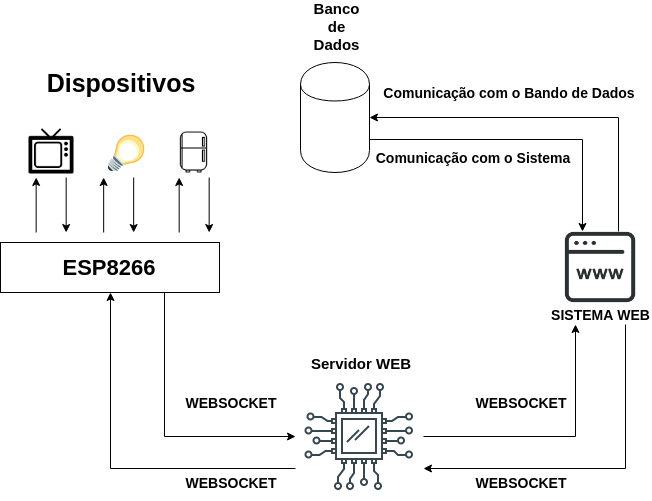 Banco
de
Dados
Dispositivos
Comunicação com o Bando de Dados
Comunicação com o Sistema
ESP8266
WWW
SISTEMA WEB
Servidor WEB
WEBSOCKET
WEBSOCKET
WEBSOCKET
WEBSOCKET